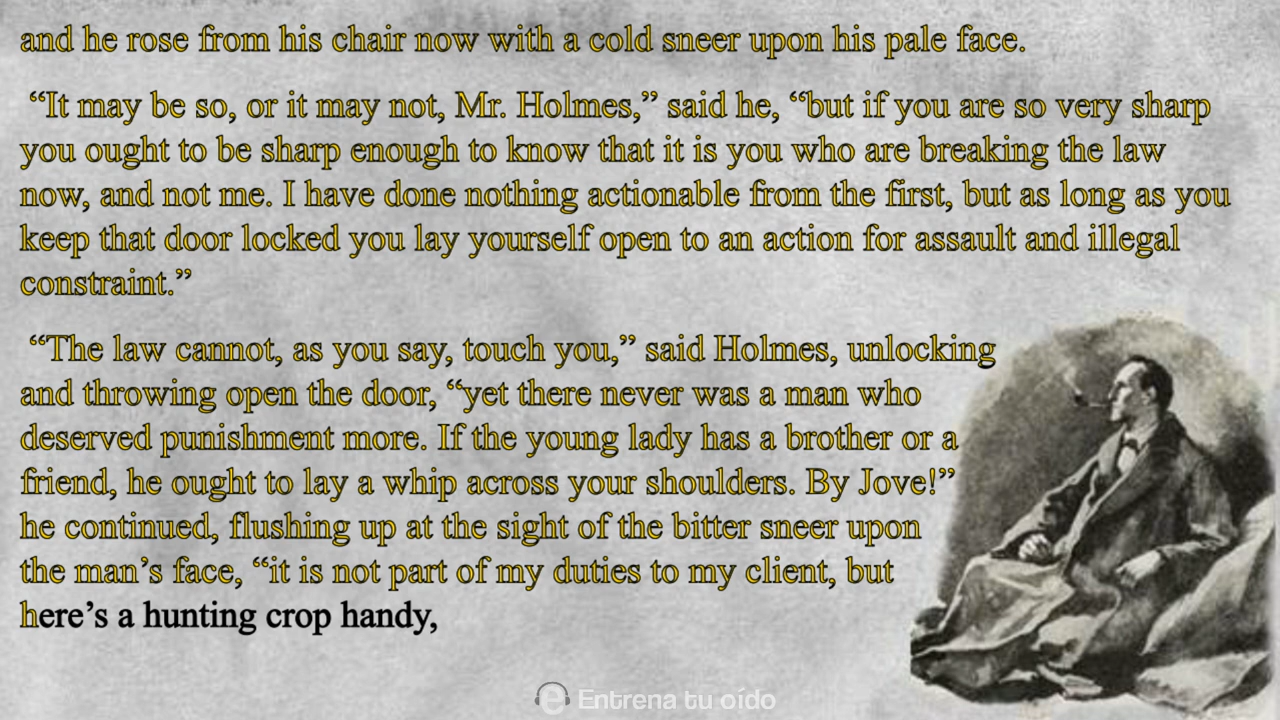 and he rose from his chair now with a cold sneer upon his pale face.
“It may be so, or it may not, Mr. Holmes,” said he, “but if you are so very sharp
you ought to be sharp enough to know that it is you who are breaking the law
now, and not me. I have done nothing actionable from the first, but as long as you
keep that door locked you lay yourself open to an action for assault and illegal
constraint.”
“The law cannot, as you say, touch you,” said Holmes, unlocking
and throwing open the door, “yet there never was a man who
deserved punishment more. If the young lady has a brother or a
friend, he ought to lay a whip across your shoulders. By Jove!”
he continued, flushing up at the sight of the bitter sneer upon
the man’s face, “it is not part of my duties to my client, but
here’s a hunting crop handy,
e Entrena tu oído